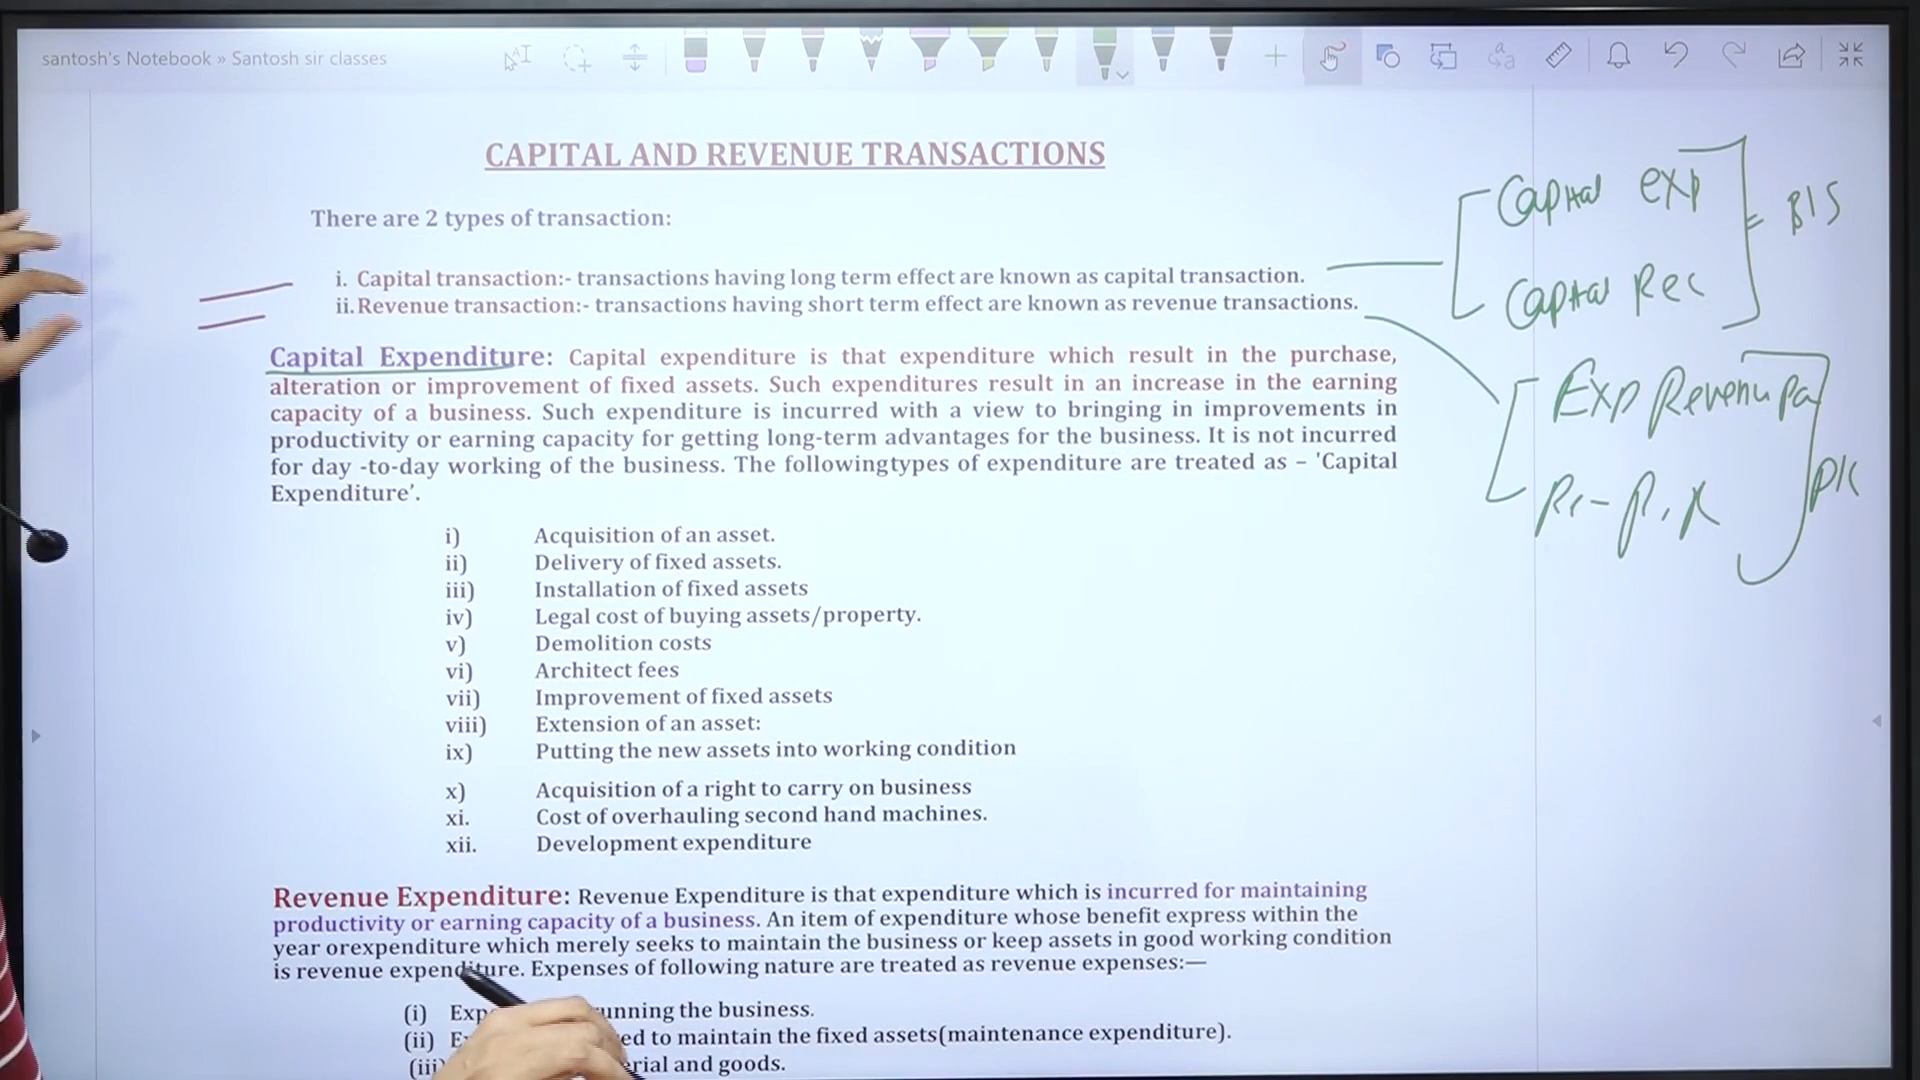 santosh's Notebook » Santosh sir classes
CAPITAL AND REVENUE TRANSACTIONS
There are 2 types of transaction:
i. Capital transaction:- transactions having long term effect are known as capital transaction.
ii. Revenue transaction:- transactions having short term effect are known as revenue transactions.
Capital Expenditure: Capital expenditure is that expenditure which result in the purchase,
alteration or improvement of fixed assets. Such expenditures result in an increase in the earning
capacity of a business. Such expenditure is incurred with a view to bringing in improvements in
productivity or earning capacity for getting long-term advantages for the business. It is not incurred
for day -to-day working of the business. The followingtypes of expenditure are treated as – 'Capital
Expenditure'.
i) Acquisition of an asset.
ii) Delivery of fixed assets.
iii) Installation of fixed assets
iv) Legal cost of buying assets/property.
v) Demolition costs
vi) Architect fees
vii) Improvement of fixed assets
viii) Extension of an asset:
ix) Putting the new assets into working condition
x) Acquisition of a right to carry on business
xi. Cost of overhauling second hand machines.
xii. Development expenditure
Revenue Expenditure: Revenue Expenditure is that expenditure which is incurred for maintaining
productivity or earning capacity of a business. An item of expenditure whose benefit express within the
year orexpenditure which merely seeks to maintain the business or keep assets in good working condition
is revenue expenditure. Expenses of following nature are treated as revenue expenses:—
(i) unning the business.
(ii) ed to maintain the fixed assets(maintenance expenditure).
(iii) rial and goods.
Capital exp
B/S
Capital Rec
Exp Revenu